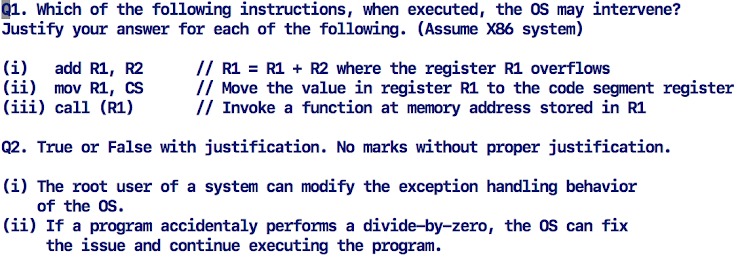 Q1. Which of the following instructions, when executed, the OS may intervene?
Justify your answer for each of the following. (Assume X86 system)
(i) add R1, R2 // R1 = R1 + R2 where the register R1 overflows
(ii) mov R1, CS // Move the value in register R1 to the code segment register
(iii) call (R1) // Invoke a function at memory address stored in R1
Q2. True or False with justification. No marks without proper justification.
(i) The root user of a system can modify the exception handling behavior
of the OS.
(ii) If a program accidentaly performs a divide-by-zero, the OS can fix
the issue and continue executing the program.